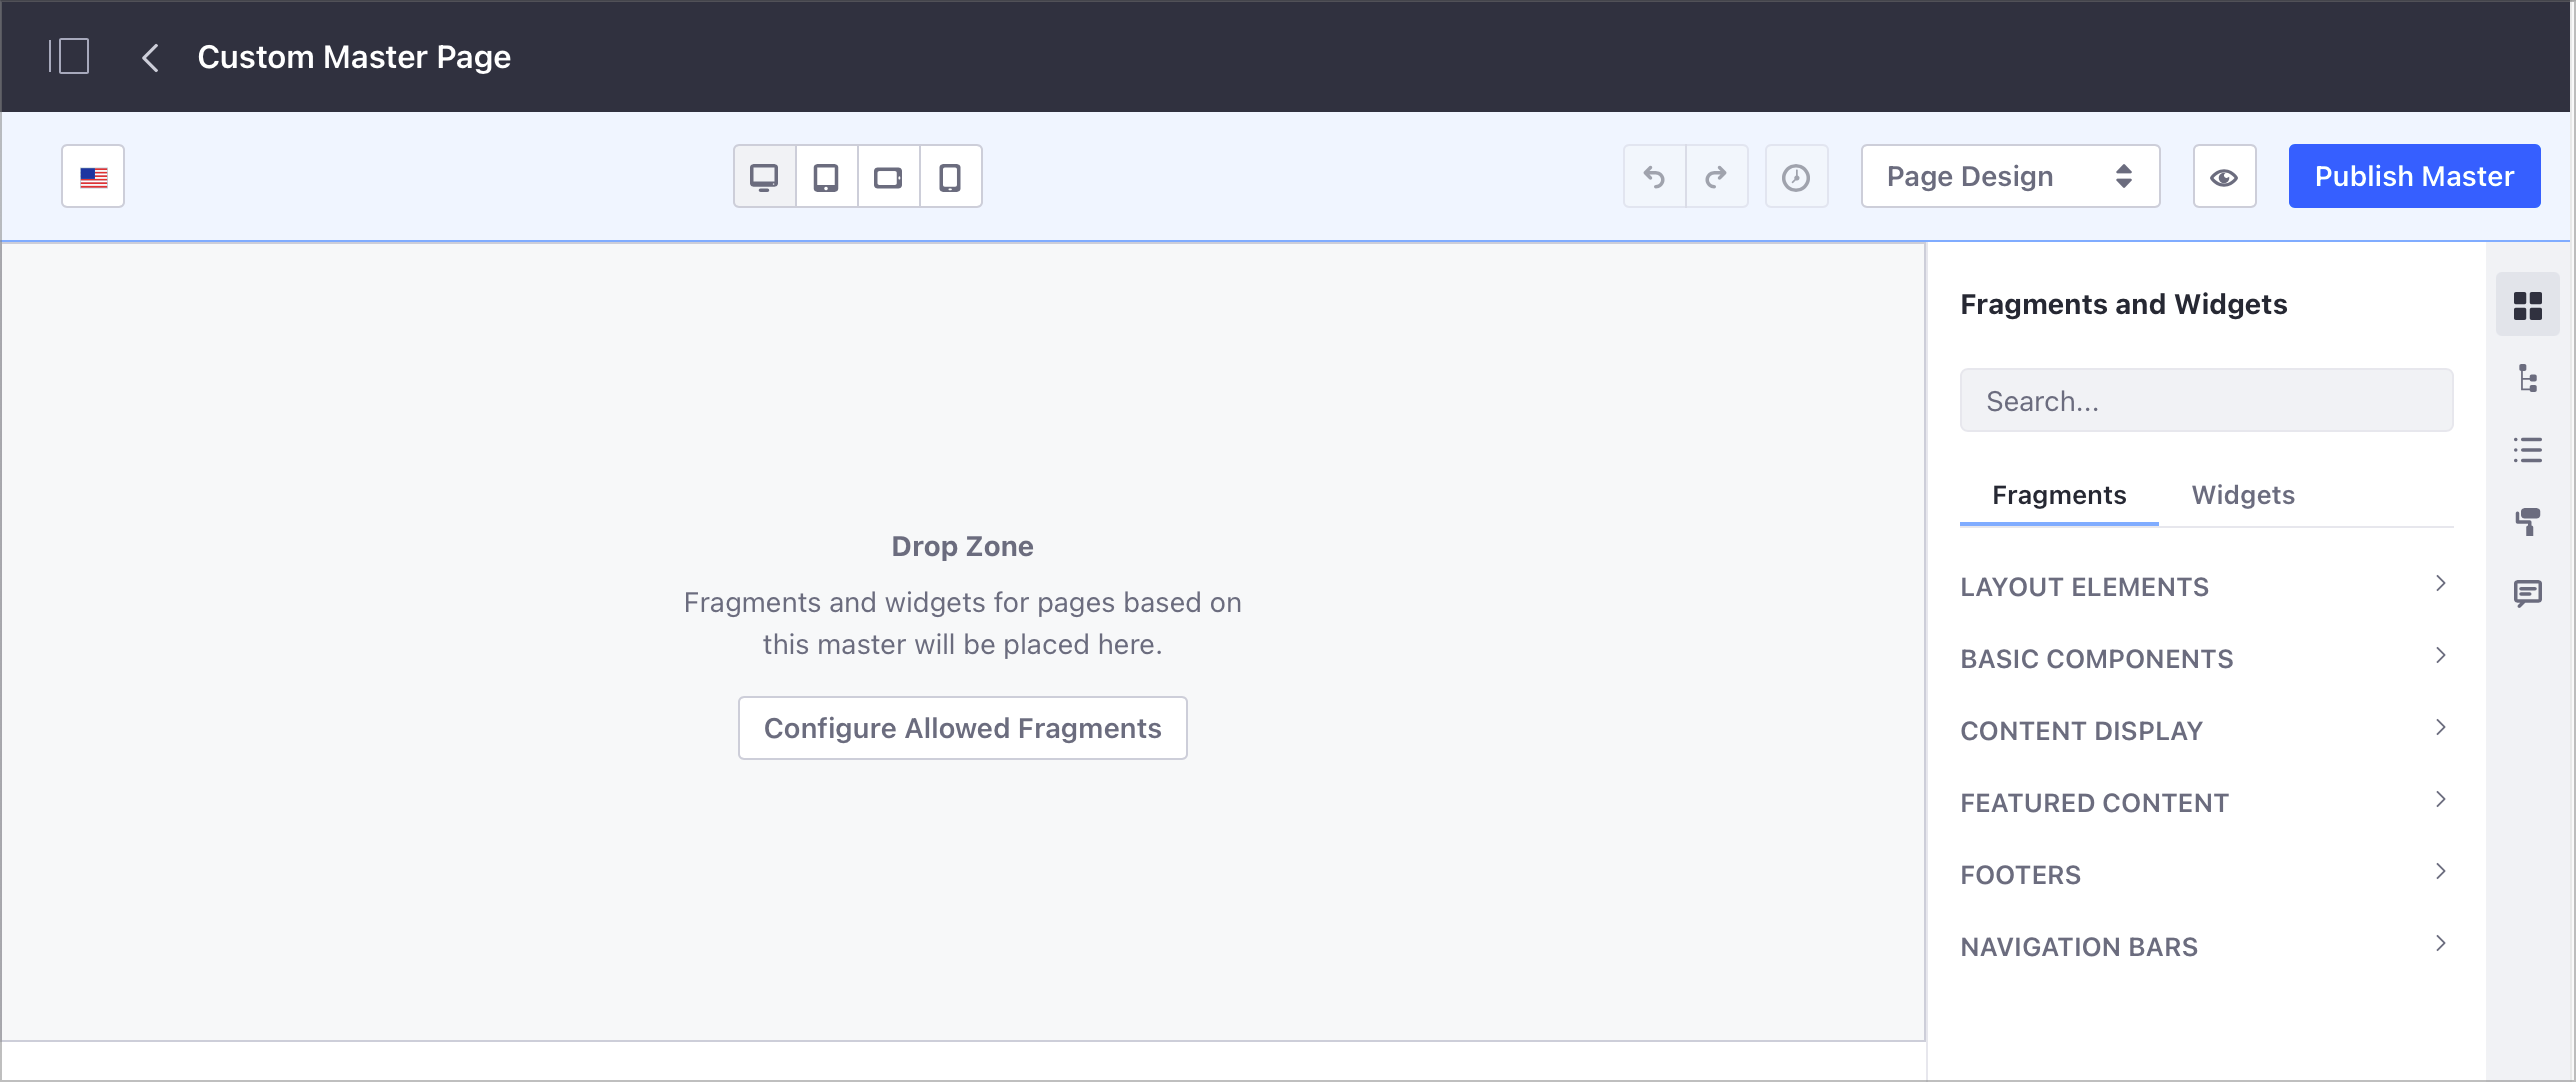 Custom Master Page
Page Design
Publish Master
Drop Zone
Fragments and widgets for pages based on
this master will be placed here.
Configure Allowed Fragments
Fragments and Widgets
Search...
Fragments Widgets
LAYOUT ELEMENTS
BASIC COMPONENTS
CONTENT DISPLAY
FEATURED CONTENT
FOOTERS
NAVIGATION BARS